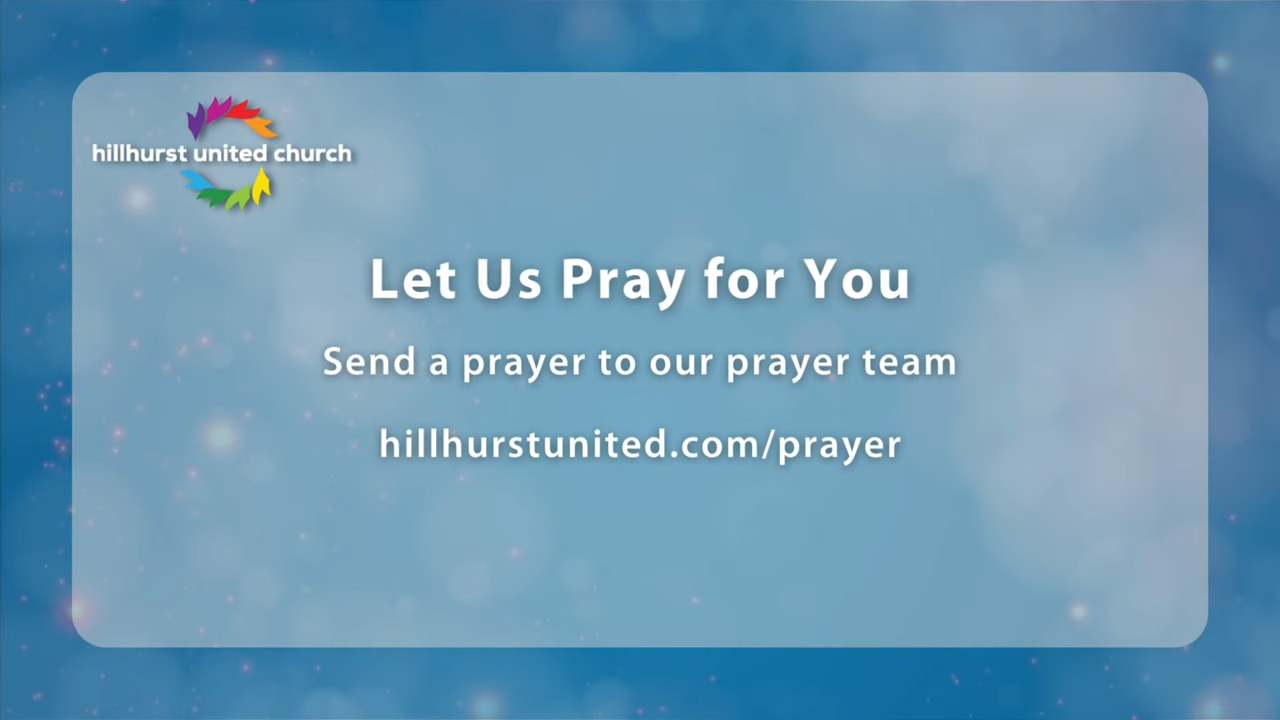 hillhurst united church
Let Us Pray for You
Send a prayer to our prayer team
hillhurstunited.com/prayer